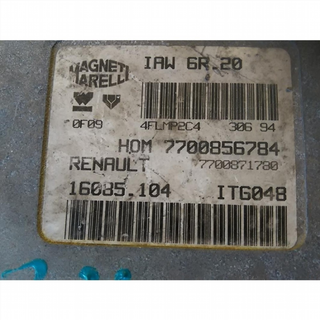 MAGNETI MARELLI IAW 6R.20
0F09 4FLMP2C4 306 94
HOM 7700856784
RENAULT 7700871780
16085.104 ITG048